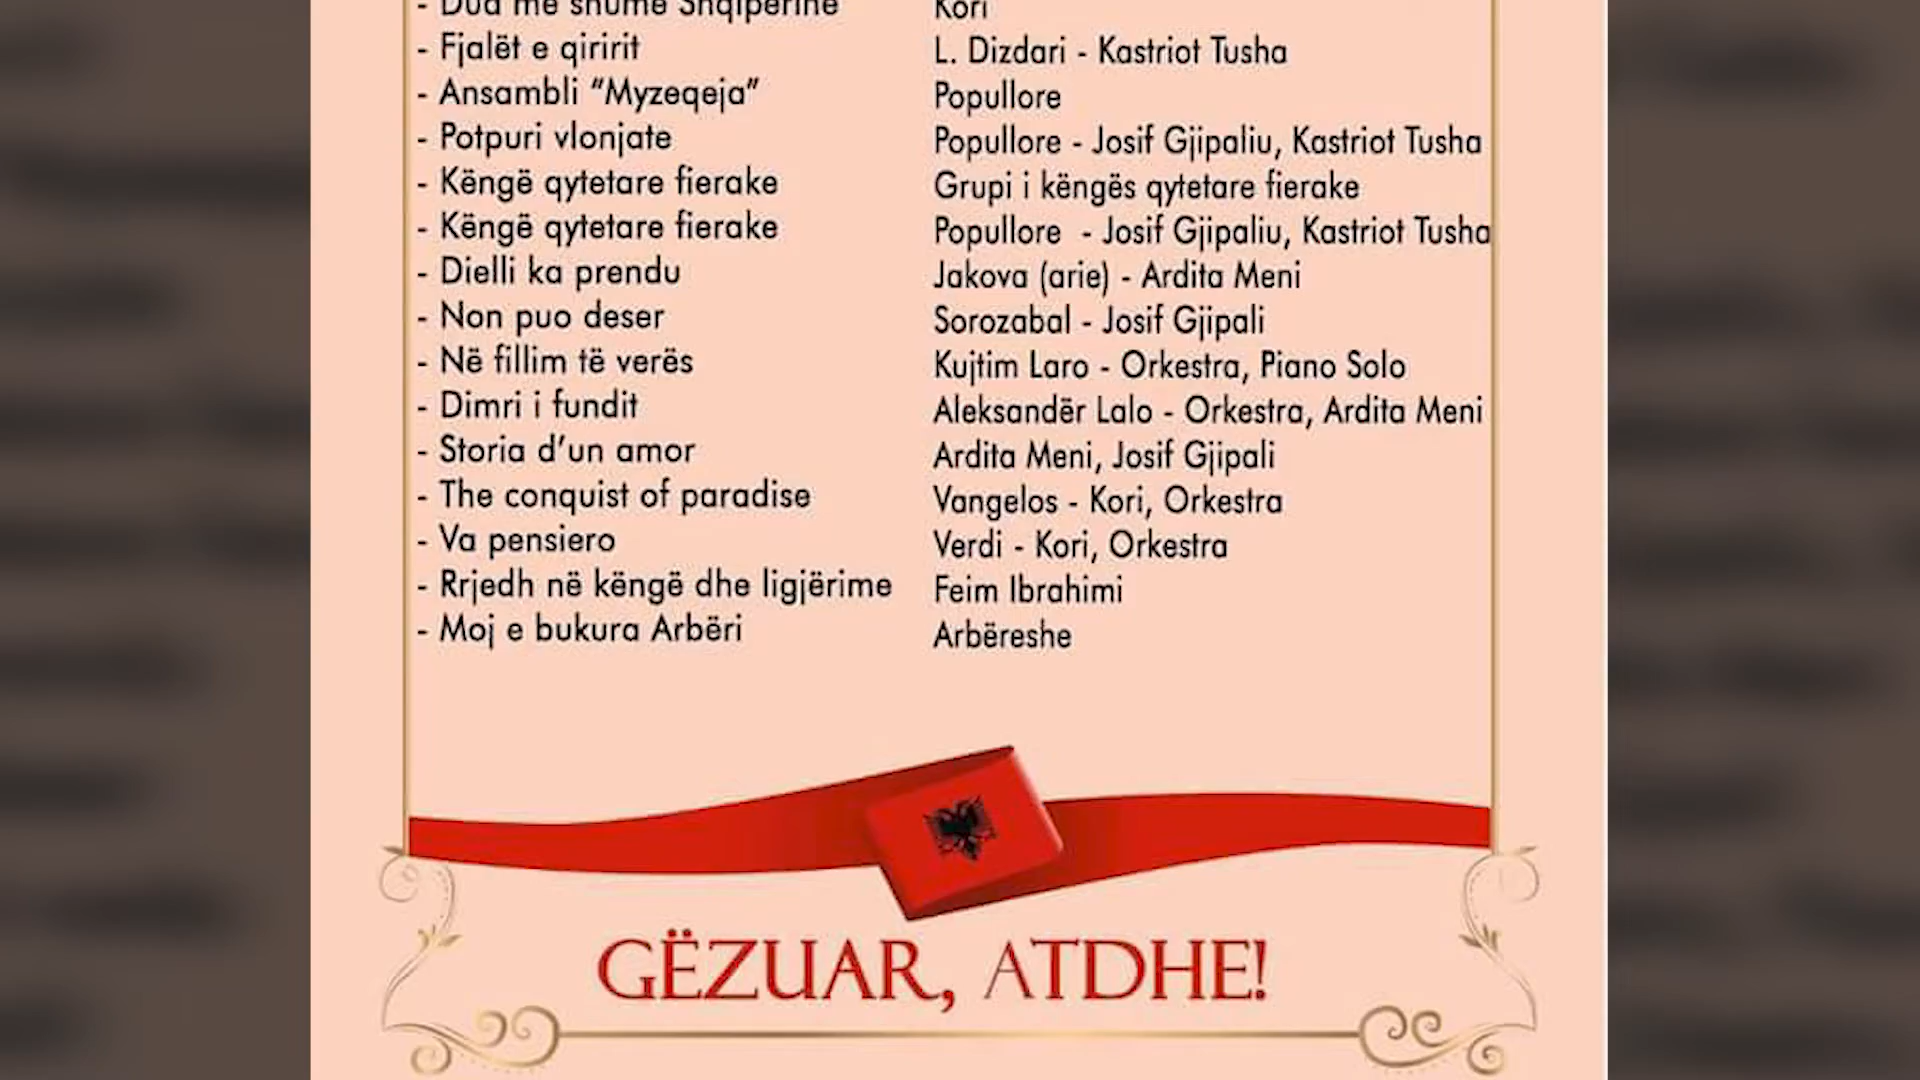 - Dua më shumë Shqipërinë Kori
- Fjalët e qiririt L. Dizdari - Kastriot Tusha
- Ansambli “Myzeqeja” Popullore
- Potpuri vlonjate Popullore - Josif Gjipaliu, Kastriot Tusha
- Këngë qytetare fierake Grupi i këngës qytetare fierake
- Këngë qytetare fierake Popullore - Josif Gjipaliu, Kastriot Tusha
- Dielli ka prendu Jakova (arie) - Ardita Meni
- Non puo deser Sorozabal - Josif Gjipali
- Në fillim të verës Kujtim Laro - Orkestra, Piano Solo
- Dimri i fundit Aleksandër Lalo - Orkestra, Ardita Meni
- Storia d’un amor Ardita Meni, Josif Gjipali
- The conquist of paradise Vangelos - Kori, Orkestra
- Va pensiero Verdi - Kori, Orkestra
- Rrjedh në këngë dhe ligjërime Feim Ibrahimi
- Moj e bukura Arbëri Arbëreshe
GËZUAR, ATDHE!